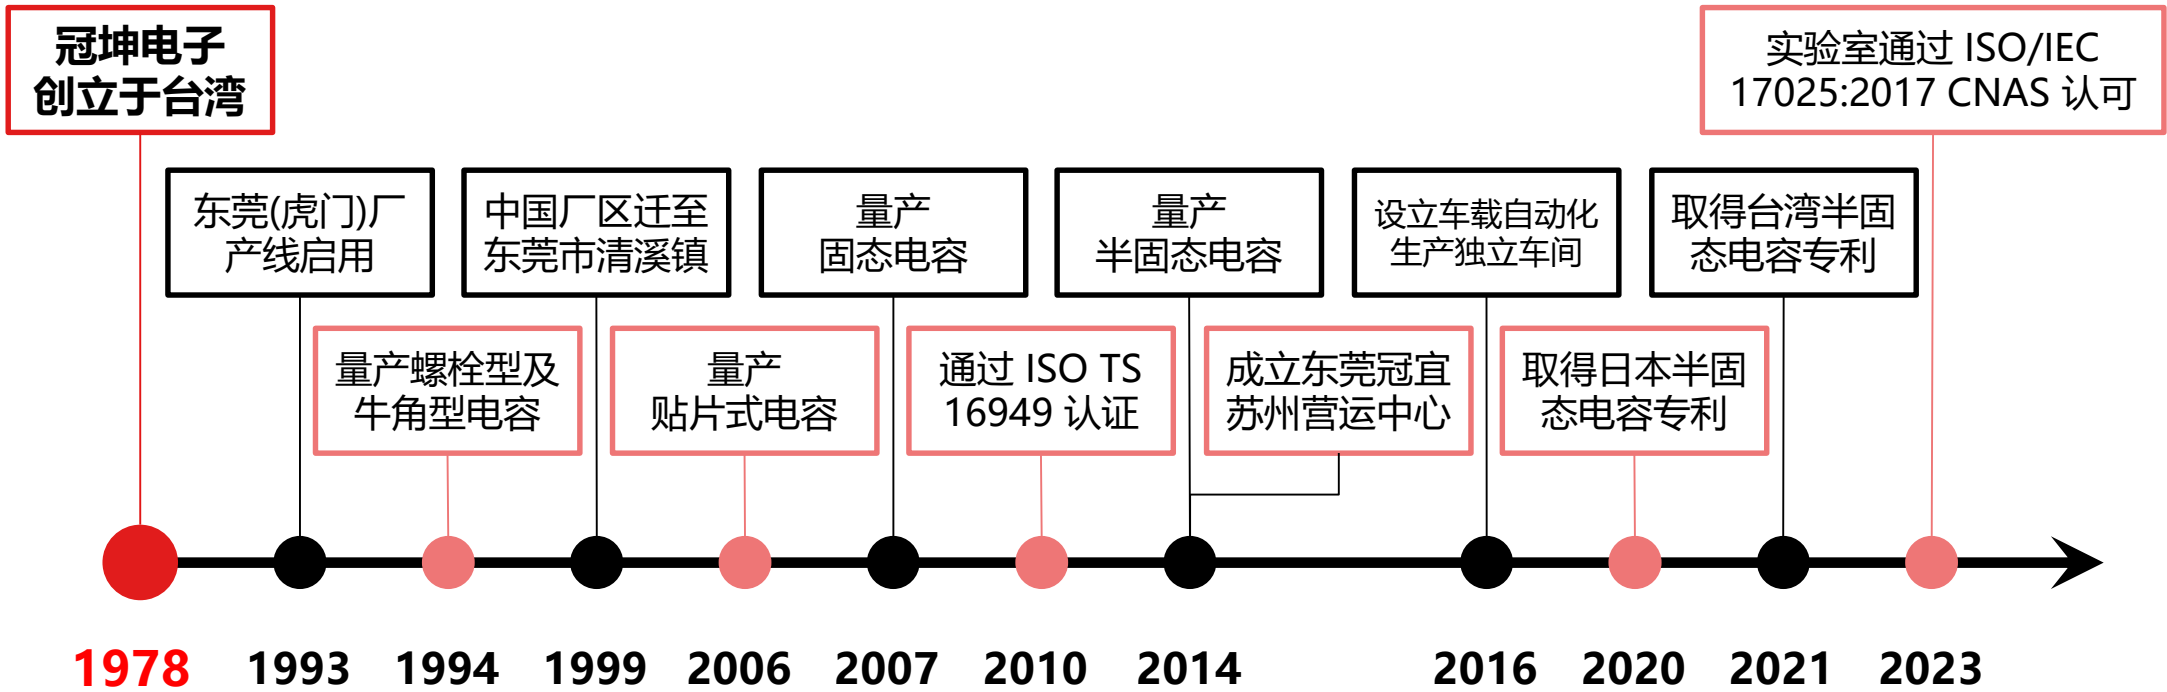 冠坤电子
创立于台湾
实验室通过 ISO/IEC
17025:2017 CNAS 认可
东莞(虎门)厂
产线启用
中国厂区迁至
东莞市清溪镇
量产
固态电容
量产
半固态电容
设立车载自动化
生产独立车间
取得台湾半固
态电容专利
量产螺栓型及
牛角型电容
量产
贴片式电容
通过 ISO TS
16949 认证
成立东莞冠宜
苏州营运中心
取得日本半固
态电容专利
1978 1993 1994 1999 2006 2007 2010 2014 2016 2020 2021 2023